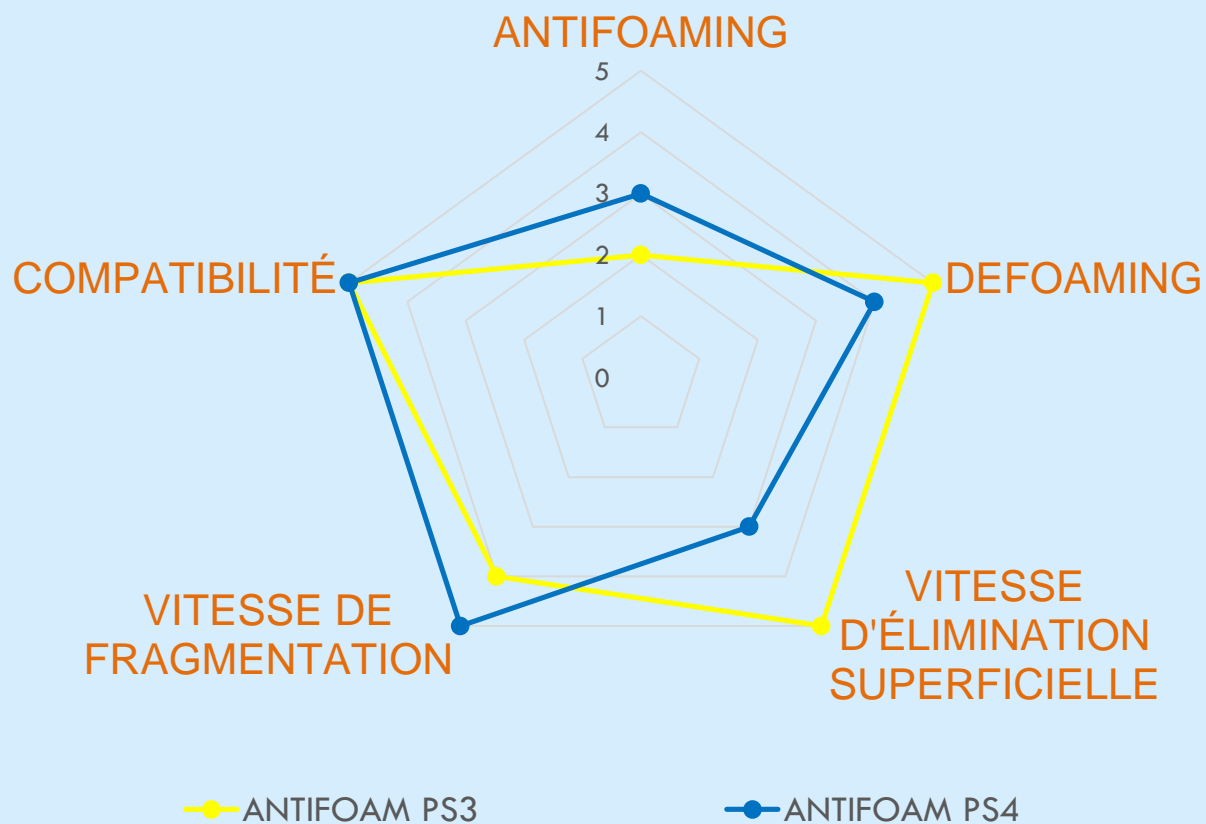 ANTIFOAMING
5
4
3
2
1
0
COMPATIBILITÉ
DEFOAMING
VITESSE DE
FRAGMENTATION
VITESSE
D'ÉLIMINATION
SUPERFICIELLE
ANTIFOAM PS3
ANTIFOAM PS4